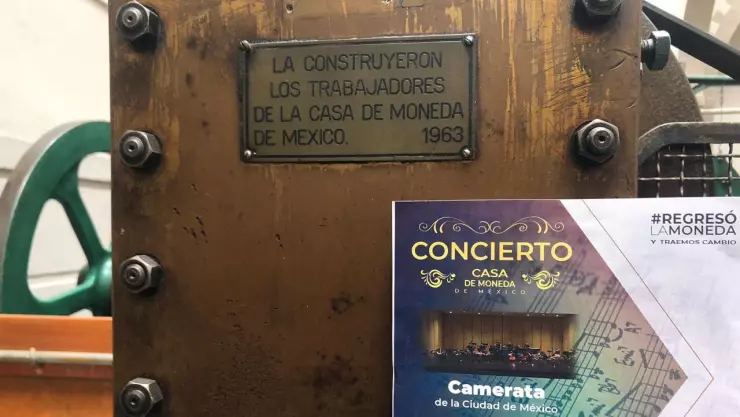 LA CONSTRUYERON
LOS TRABAJADORES
DE LA CASA DE MONEDA
DE MEXICO. 1963
CONCIERTO
CASA
DE MONEDA
DE MÉXICO
Camerata
de la Ciudad de México
#REGRESÓ
LAMONEDA
Y TRAEMOS CAMBIO